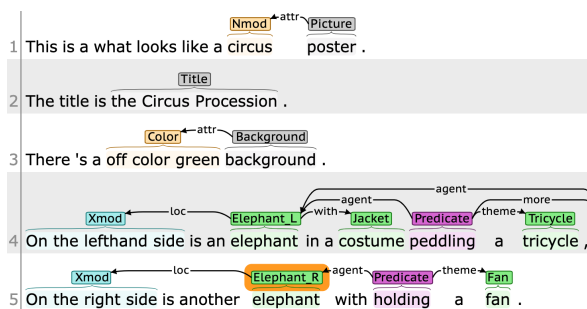 Nmod attr Picture
1 This is a what looks like a circus poster .
Title
2 The title is the Circus Procession .
Color attr Background
3 There 's a off color green background .
agent
agent more
Xmod loc Elephant_L with Jacket Predicate theme Tricycle
4 On the lefthand side is an elephant in a costume peddling a tricycle ,
Xmod loc Elephant_R agent Predicate theme Fan
5 On the right side is another elephant with holding a fan .